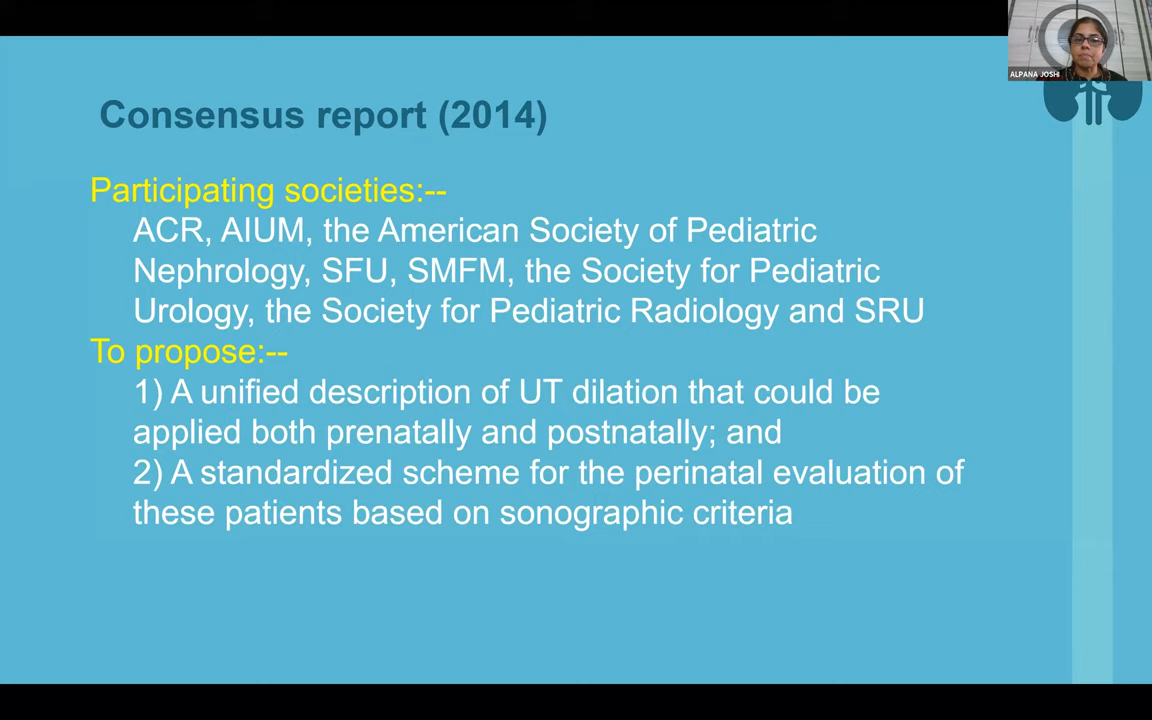 ALPANA JOSHI
Consensus report (2014)
Participating societies:--
ACR, AIUM, the American Society of Pediatric
Nephrology, SFU, SMFM, the Society for Pediatric
Urology, the Society for Pediatric Radiology and SRU
To propose:--
1) A unified description of UT dilation that could be
applied both prenatally and postnatally; and
2) A standardized scheme for the perinatal evaluation of
these patients based on sonographic criteria